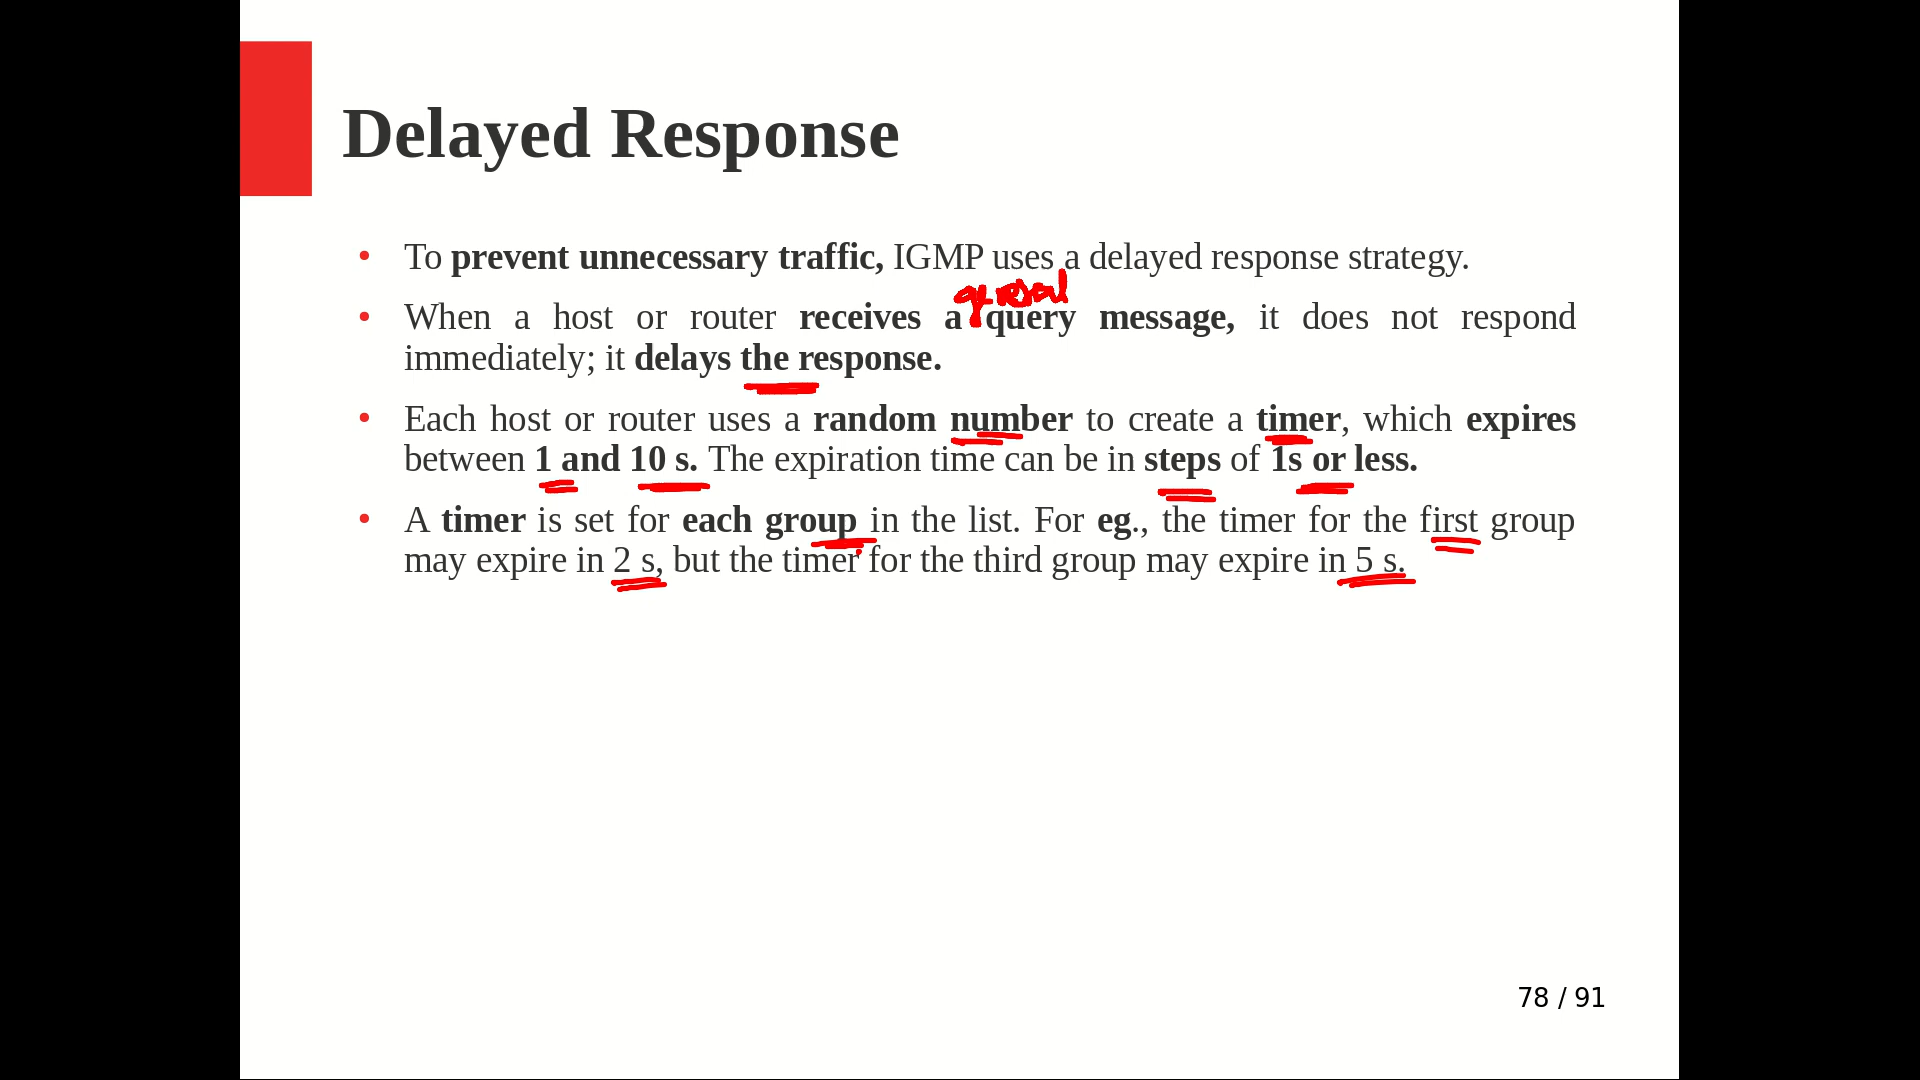 Delayed Response
• To prevent unnecessary traffic, IGMP uses a delayed response strategy.
general
• When a host or router receives a query message, it does not respond
immediately; it delays the response.
• Each host or router uses a random number to create a timer, which expires
between 1 and 10 s. The expiration time can be in steps of 1s or less.
• A timer is set for each group in the list. For eg., the timer for the first group
may expire in 2 s, but the timer for the third group may expire in 5 s.
78 / 91